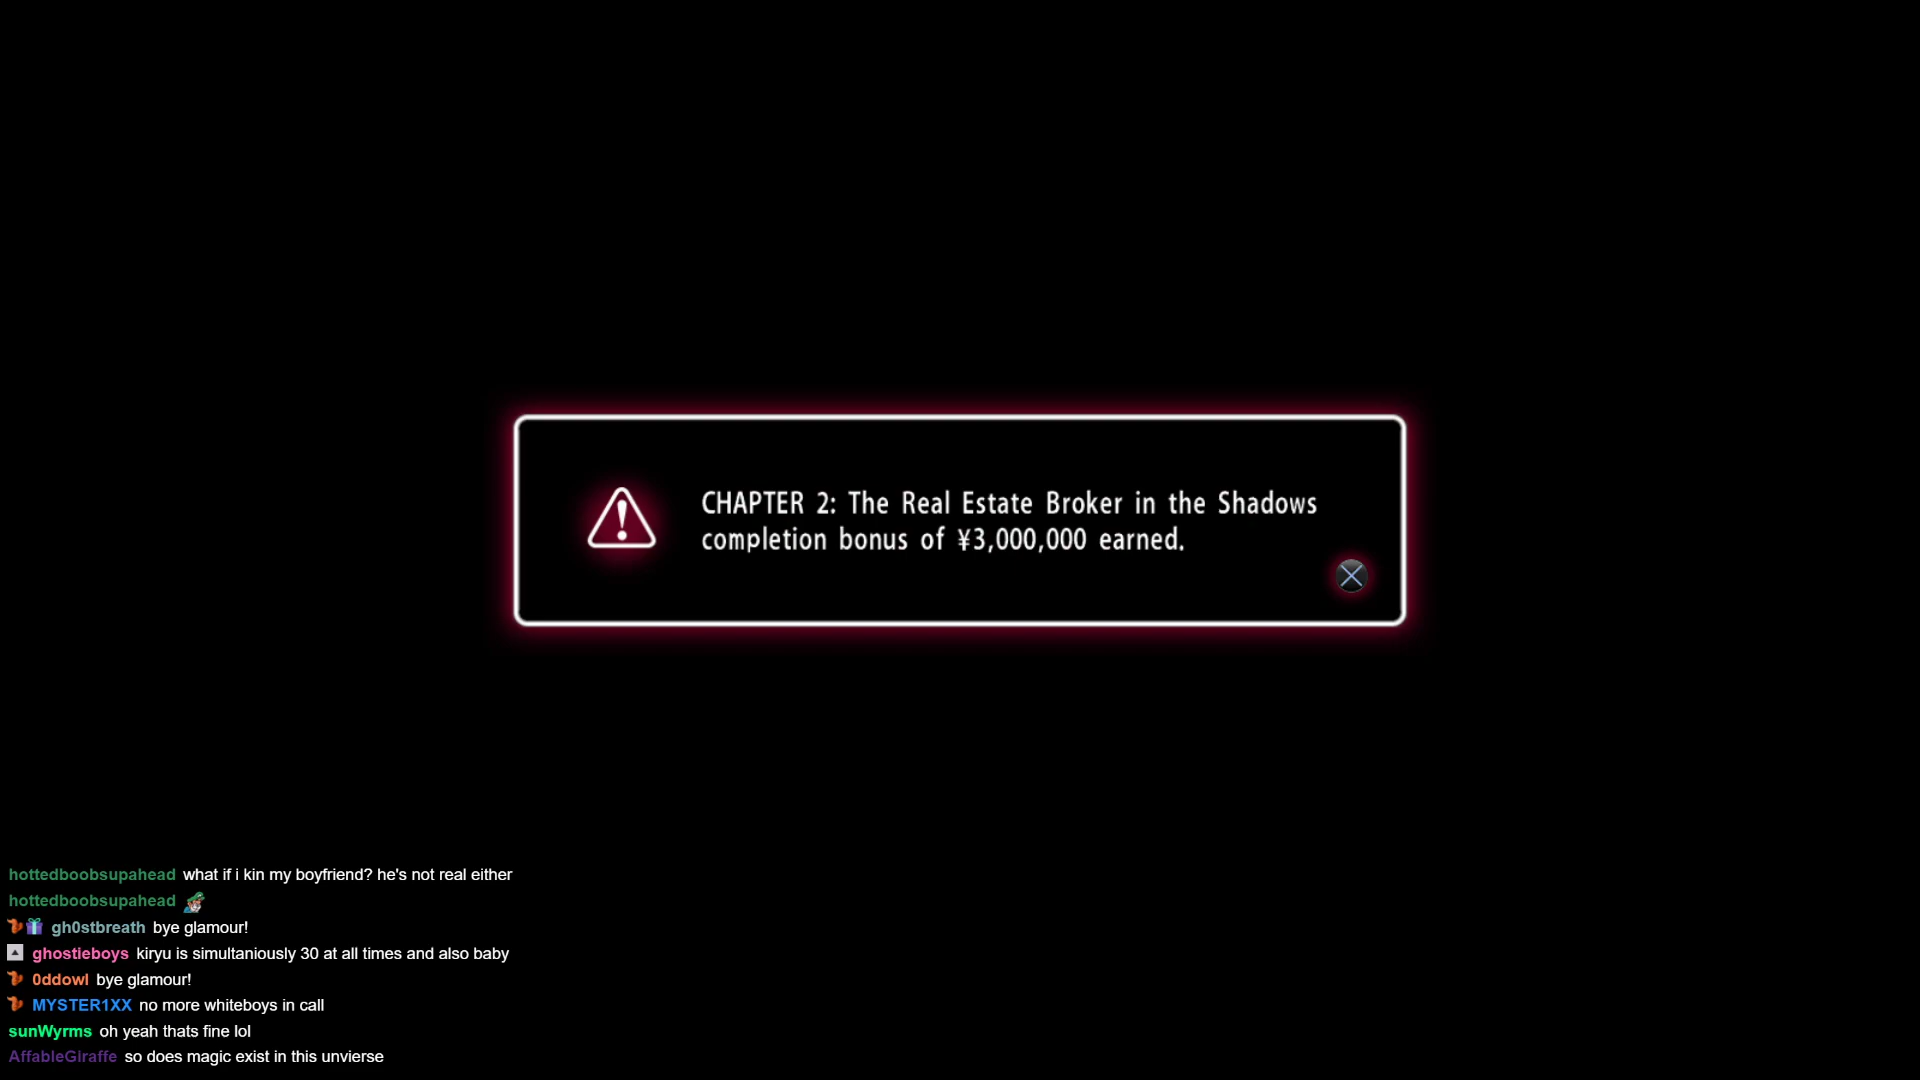 CHAPTER 2: The Real Estate Broker in the Shadows
completion bonus of ¥3,000,000 earned.
hottedboobsupahead what if i kin my boyfriend? he's not real either
hottedboobsupahead
gh0stbreath bye glamour!
ghostieboys kiryu is simultaniously 30 at all times and also baby
0ddowl bye glamour!
MYSTER1XX no more whiteboys in call
sunWyrms oh yeah thats fine lol
AffableGiraffe so does magic exist in this unvierse